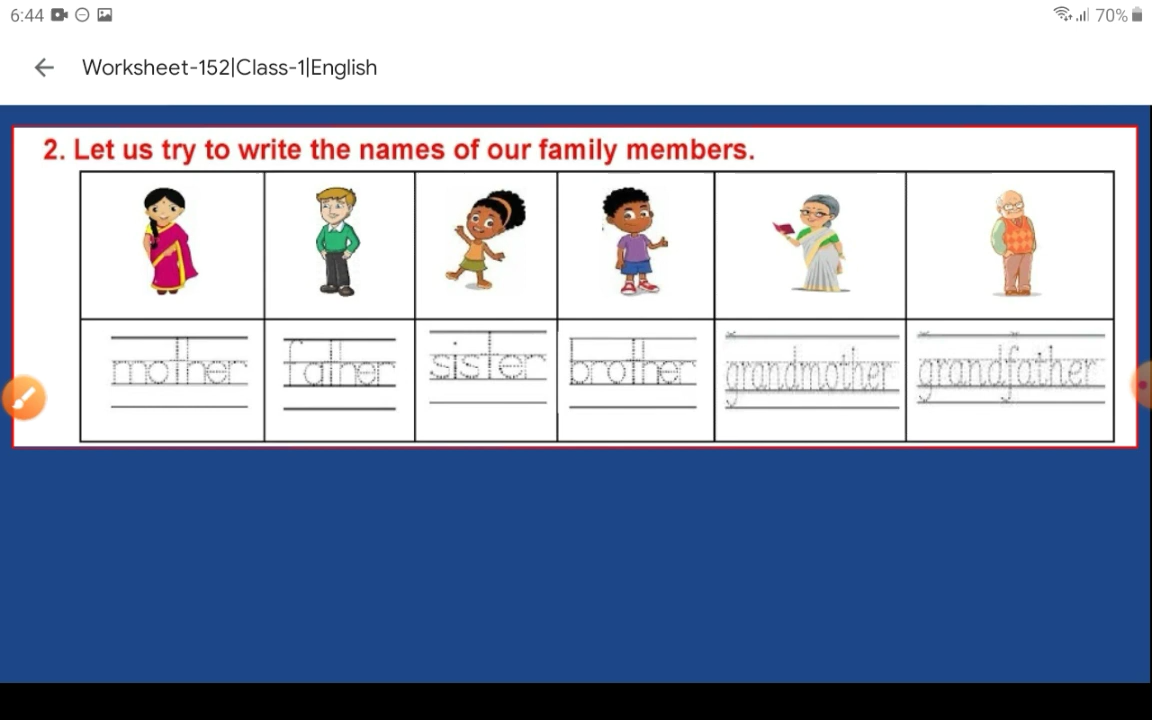 6:44 70%
Worksheet-152|Class-1|English
2. Let us try to write the names of our family members.
mother father sister brother grandmother grandfather